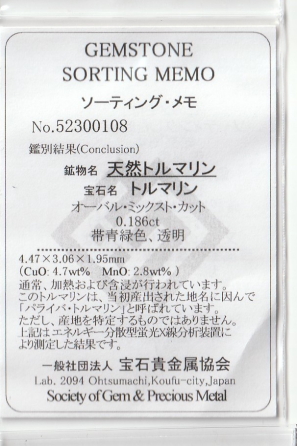 GEMSTONE
SORTING MEMO
ソーティング・メモ
No.52300108
鑑別結果(Conclusion)
鉱物名 天然トルマリン
宝石名 トルマリン
オーバル・ミックスト・カット
0.186ct
帯青緑色、透明
4.47×3.06×1.95mm
(CuO: 4.7wt% MnO: 2.8wt% )
通常、加熱および含浸が行われています。
このトルマリンは、当初産出された地名に因んで
「パライバ・トルマリン」と呼ばれています。
ただし、産地を特定するものではありません。
上記はエネルギー分散型蛍光X線分析装置に
より測定した結果です。
一般社団法人 宝石貴金属協会
Lab. 2094 Ohtsumachi,Koufu-city,Japan
Society of Gem & Precious Metal